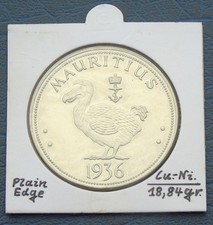 MAURITIUS
1936
Plain
Edge
Cu.-Ni.
18,84gr.